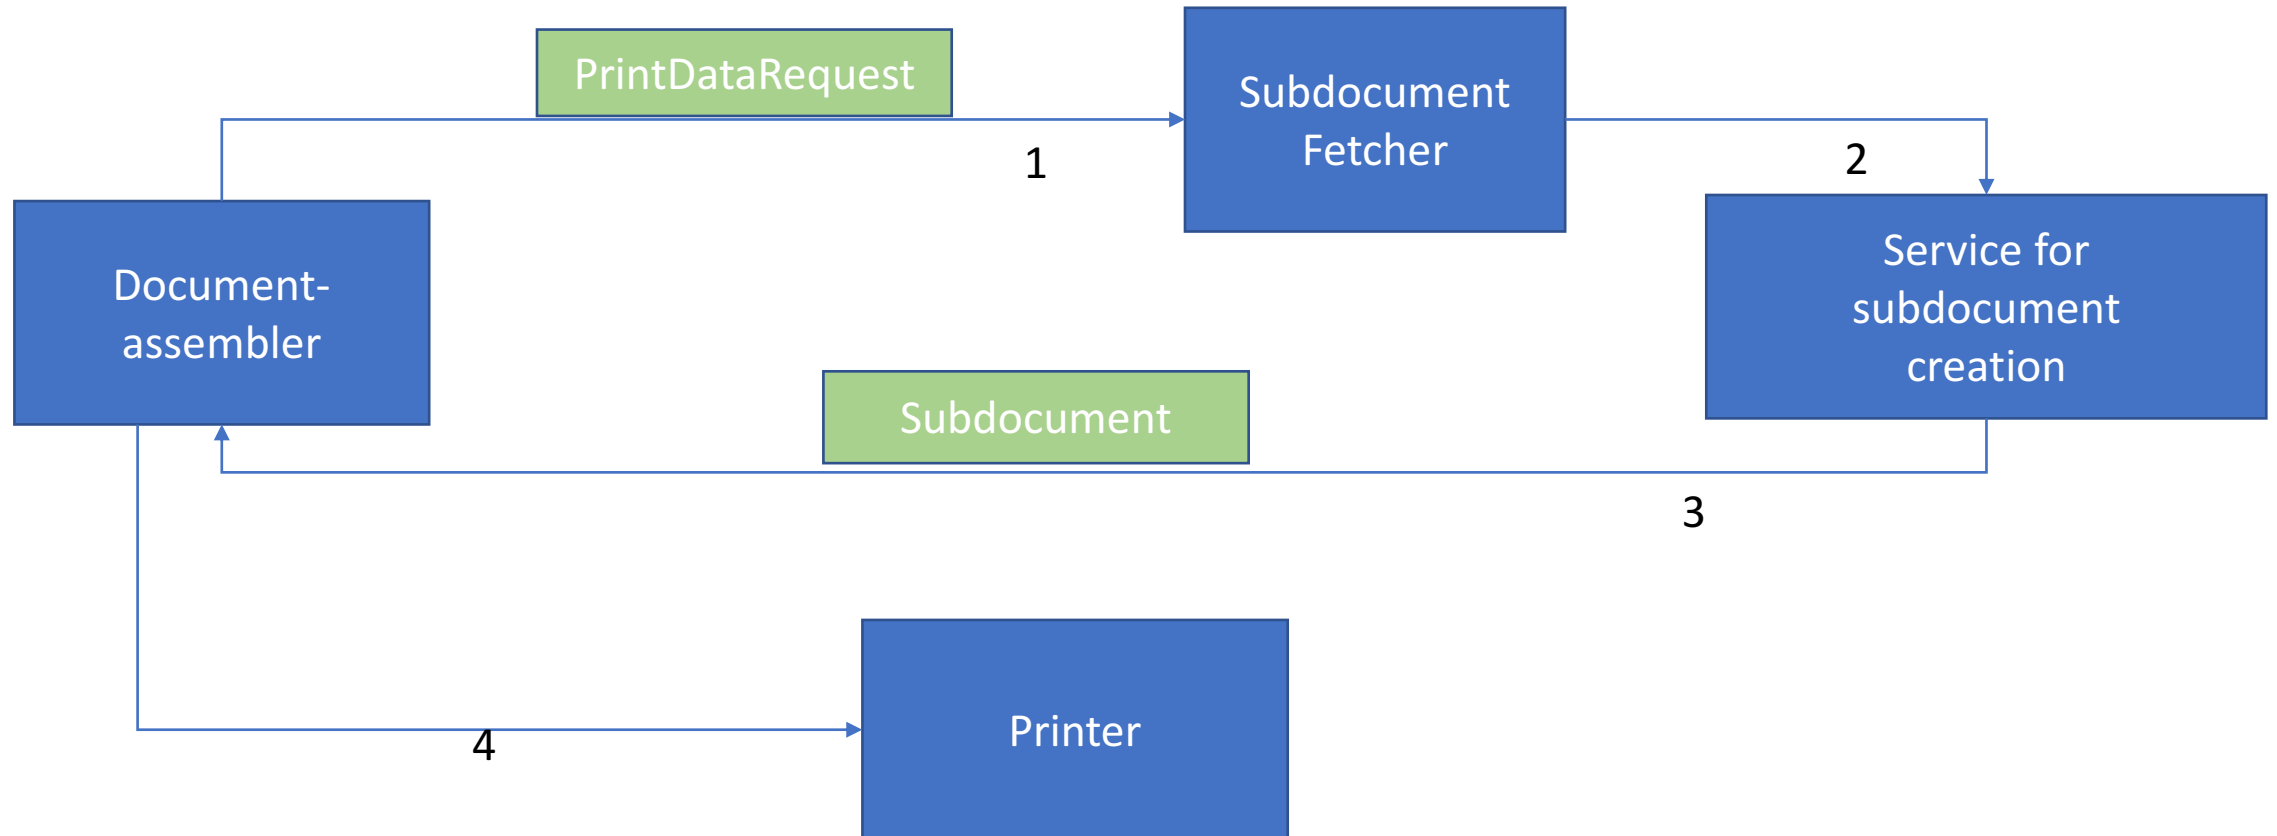 PrintDataRequest
Subdocument
Fetcher
1
2
Document-
assembler
Service for
subdocument
creation
Subdocument
3
4
Printer